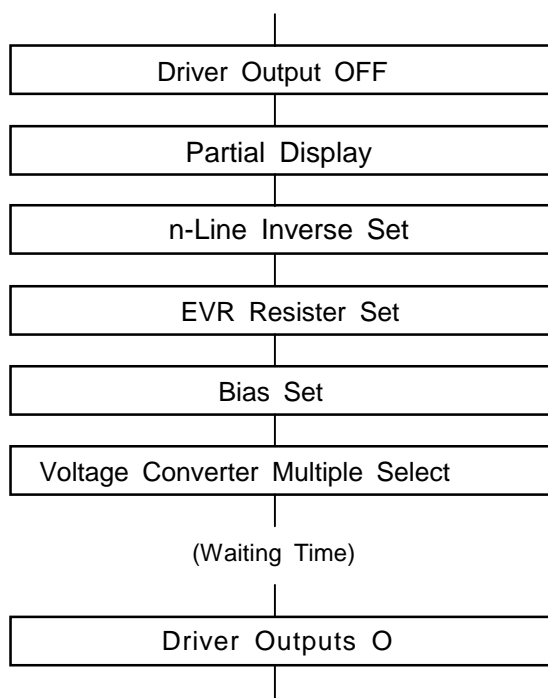 Driver Output OFF
Partial Display
n-Line Inverse Set
EVR Resister Set
Bias Set
Voltage Converter Multiple Select
(Waiting Time)
Driver Outputs O